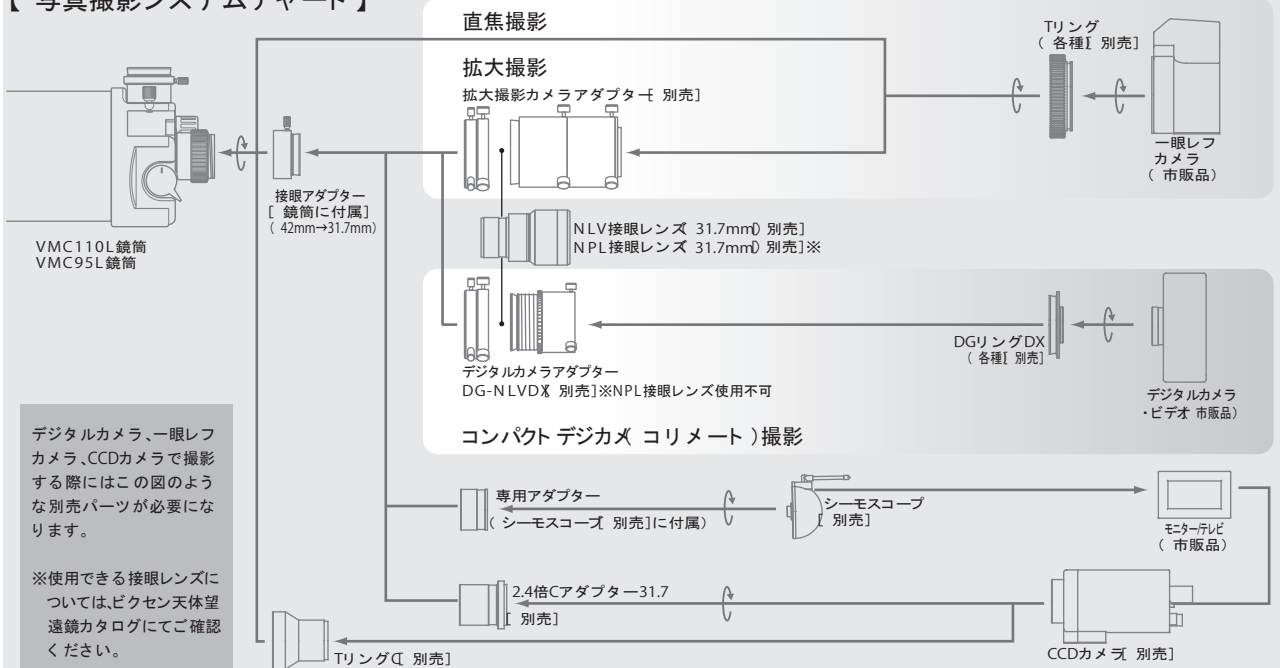 【 写真撮影システムチャート 】
直焦撮影
Tリング
( 各種[ 別売]
拡大撮影
拡大撮影カメラアダプター[ 別売]
一眼レフ
カメラ
( 市販品)
接眼アダプター
[ 鏡筒に付属]
( 42mm→31.7mm)
VMC110L鏡筒
VMC95L鏡筒
NLV接眼レンズ( 31.7mm)[ 別売]
NPL接眼レンズ( 31.7mm)[ 別売]※
DGリングDX
( 各種[ 別売]
デジタルカメラアダプター
DG-NLVDX[ 別売]※NPL接眼レンズ使用不可
デジタルカメラ
・ビデオ( 市販品)
コンパクト デジカメ( コリメート )撮影
デジタルカメラ、一眼レフ
カメラ、CCDカメラで撮影
する際にはこの図のよう
な別売パーツが必要にな
ります。
※使用できる接眼レンズに
ついては、ビクセン天体望
遠鏡カタログにてご確認
ください。
専用アダプター
( シーモスコープ[ 別売]に付属)
シーモスコープ
[ 別売]
モニター/テレビ
( 市販品)
2.4倍Cアダプター31.7
[ 別売]
TリングC[ 別売]
CCDカメラ[ 別売]